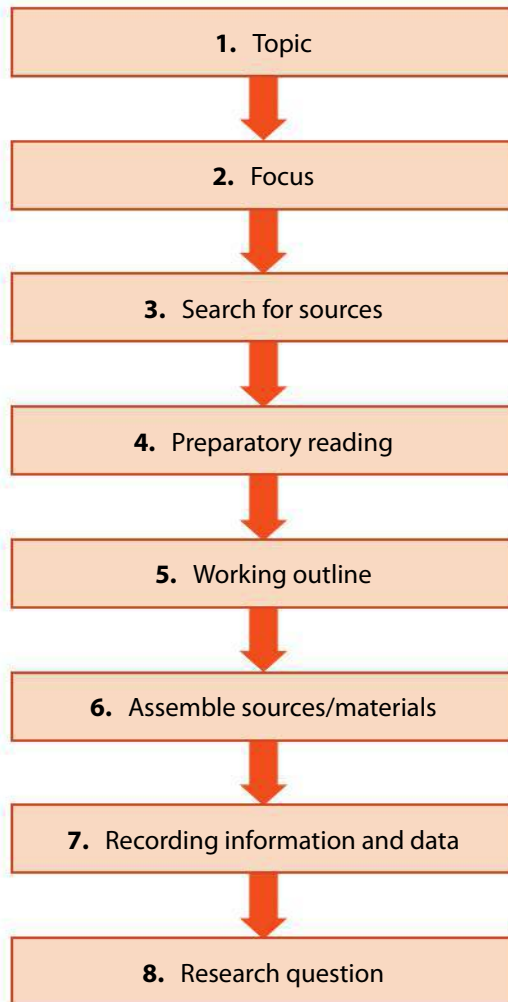 1. Topic
2. Focus
3. Search for sources
4. Preparatory reading
5. Working outline
6. Assemble sources/materials
7. Recording information and data
8. Research question